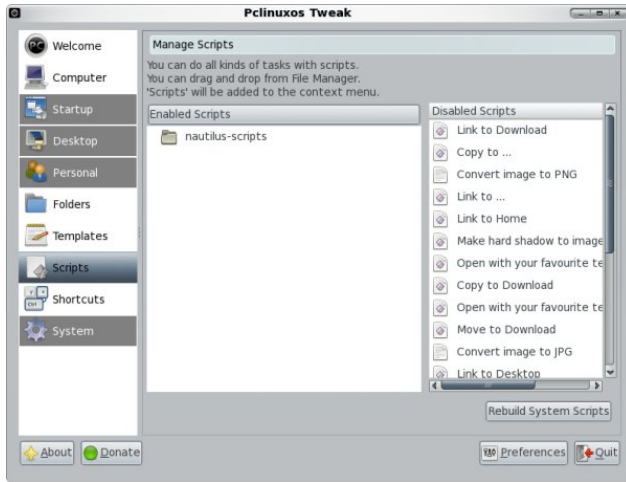 Pclinuxos Tweak
Welcome
Computer
Startup
Desktop
Personal
Folders
Templates
Scripts
Shortcuts
System
Manage Scripts
You can do all kinds of tasks with scripts.
You can drag and drop from File Manager.
'Scripts' will be added to the context menu.
Enabled Scripts
nautilus-scripts
Disabled Scripts
Link to Download
Copy to ...
Convert image to PNG
Link to ...
Link to Home
Make hard shadow to image
Open with your favourite te
Copy to Download
Open with your favourite te
Move to Download
Convert image to JPG
Link to Desktop
Rebuild System Scripts
About
Donate
Preferences
Quit